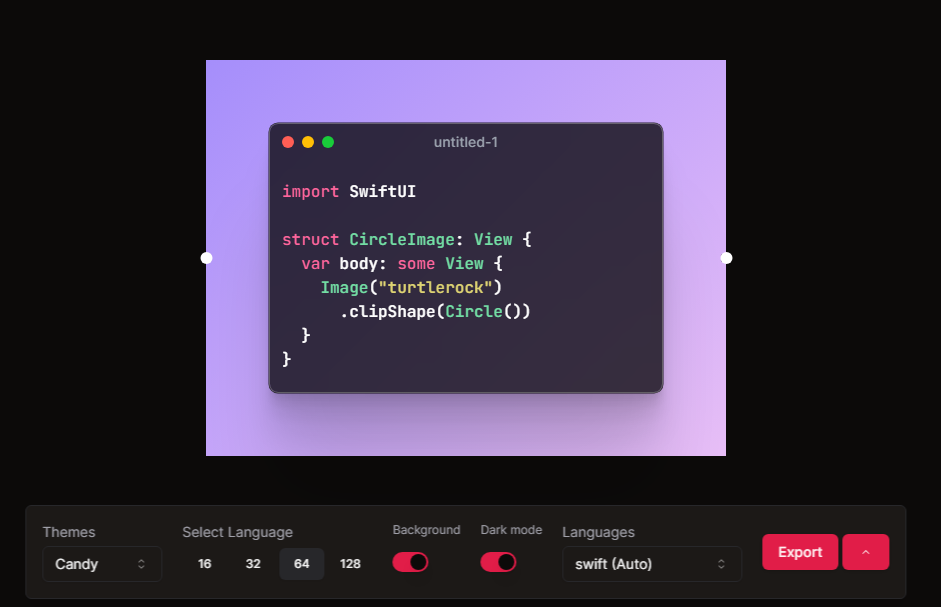 untitled-1
import SwiftUI
struct CircleImage: View {
  var body: some View {
    Image("turtlerock")
      .clipShape(Circle())
  }
}
Themes
Candy
Select Language
16 32 64 128
Background
Dark mode
Languages
swift (Auto)
Export